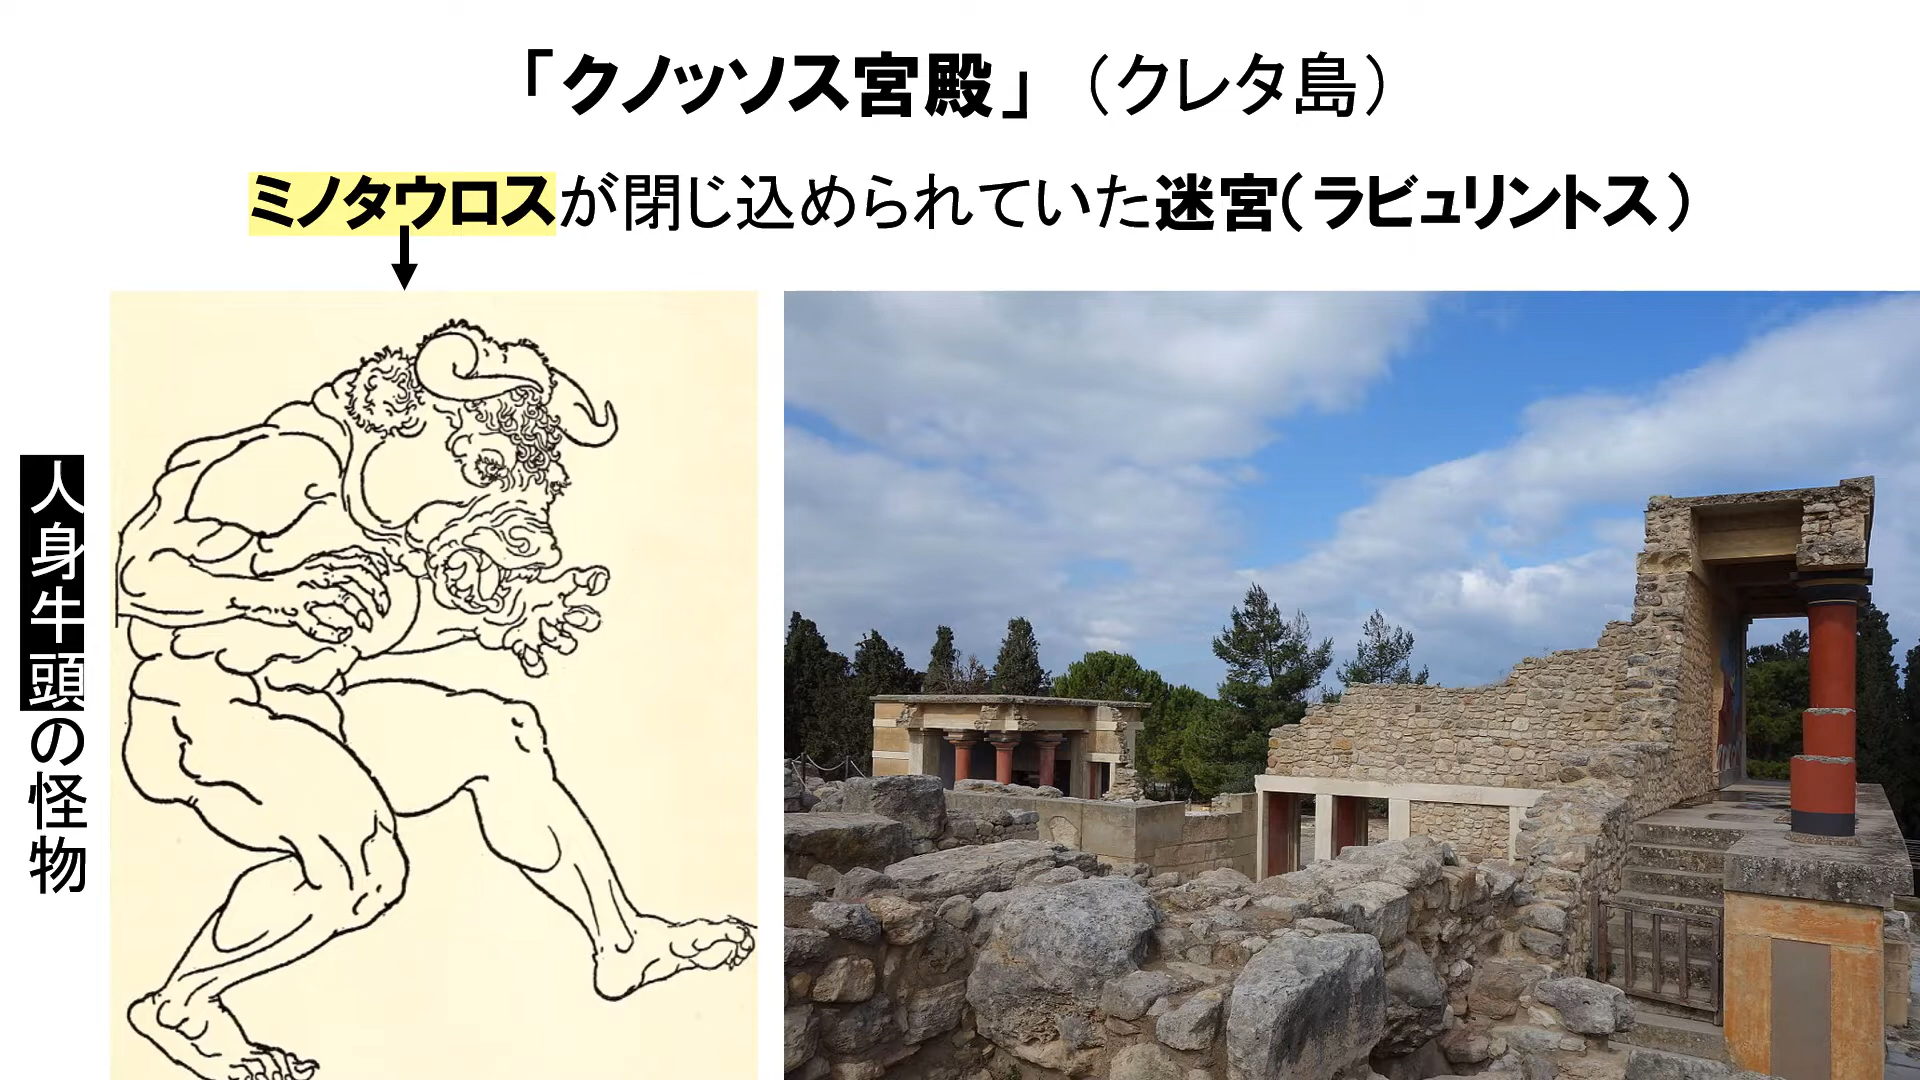 「クノッソス宮殿」（クレタ島）
ミノタウロスが閉じ込められていた迷宮（ラビュリントス）
人身牛頭の怪物